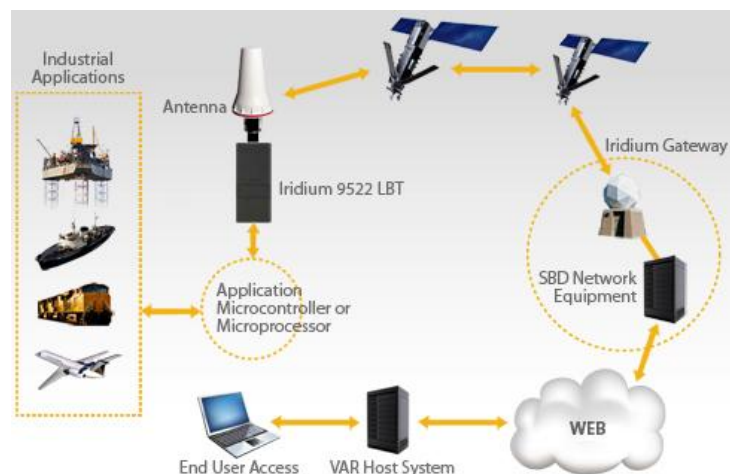 Industrial
Applications
Antenna
Iridium 9522 LBT
Application
Microcontroller or
Microprocessor
Iridium Gateway
SBD Network
Equipment
WEB
End User Access
VAR Host System